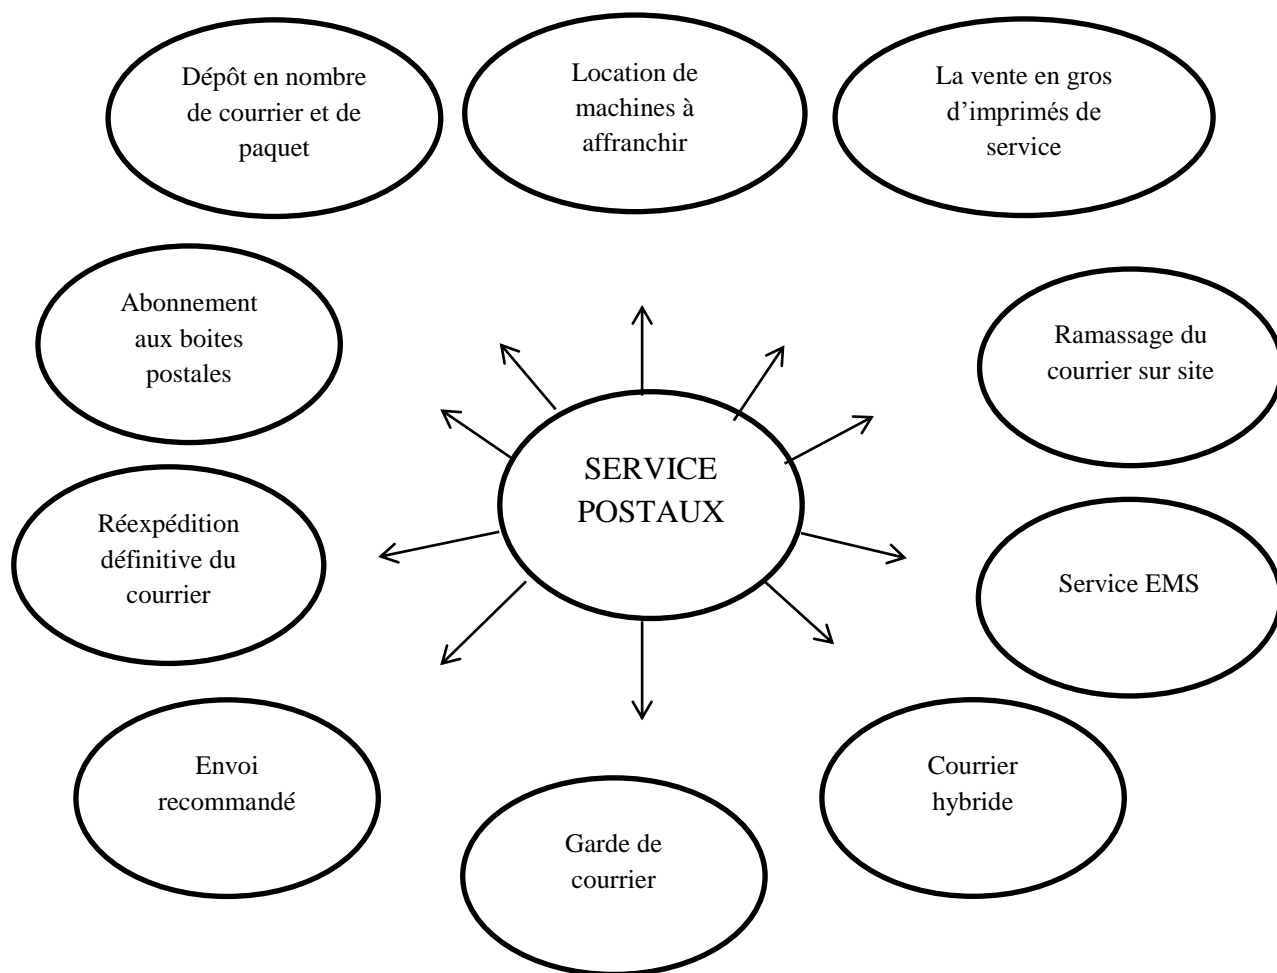 Dépôt en nombre
de courrier et de
paquet
Location de
machines à
affranchir
La vente en gros
d’imprimés de
service
Abonnement
aux boites
postales
Ramassage du
courrier sur site
SERVICE
POSTAUX
Réexpédition
définitive du
courrier
Service EMS
Envoi
recommandé
Courrier
hybride
Garde de
courrier